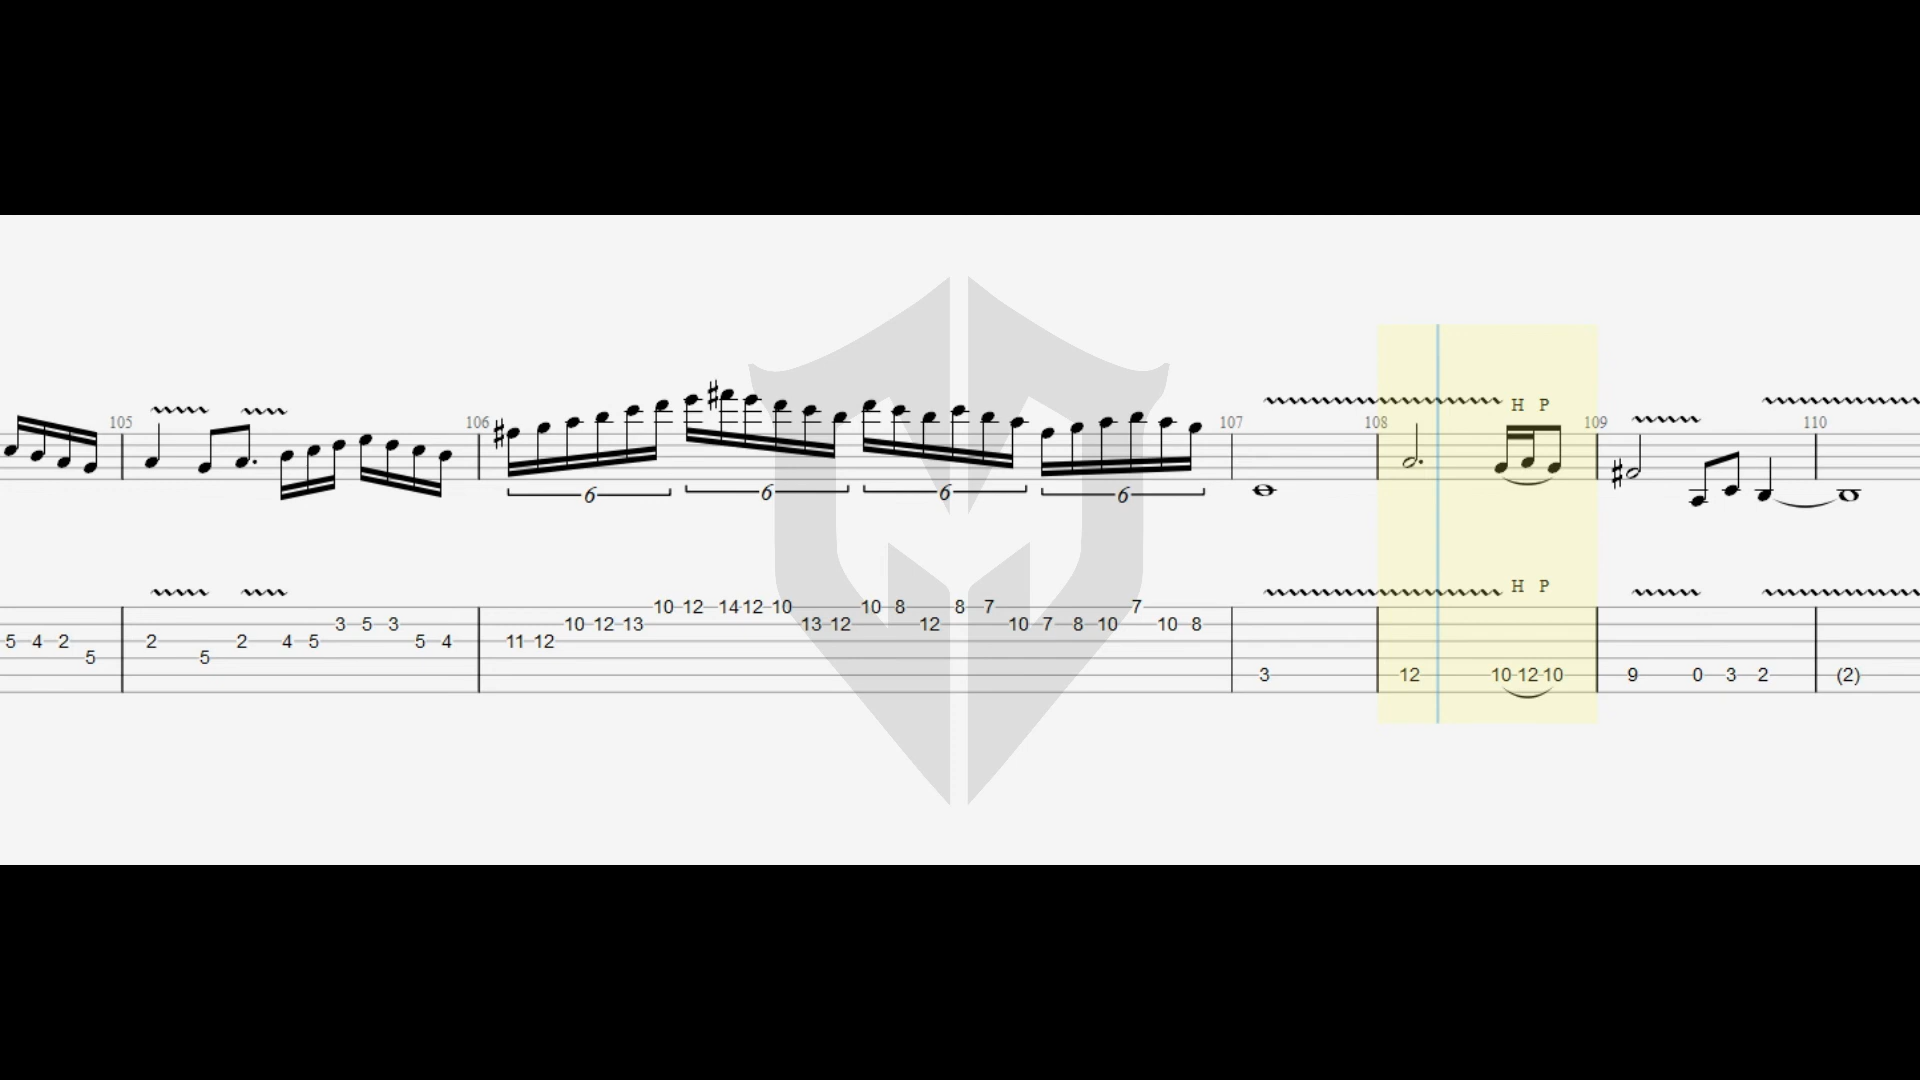 H P
105 106 107 108 109 110
6 6 6 6
H P
10 12 14 12 10 10 8 8 7 7
3 5 3 10 12 13 13 12 12 10 7 8 10 10 8
5 4 2 2 2 4 5 5 4 11 12
5 5
3 12 10 12 10 9 0 3 2 (2)